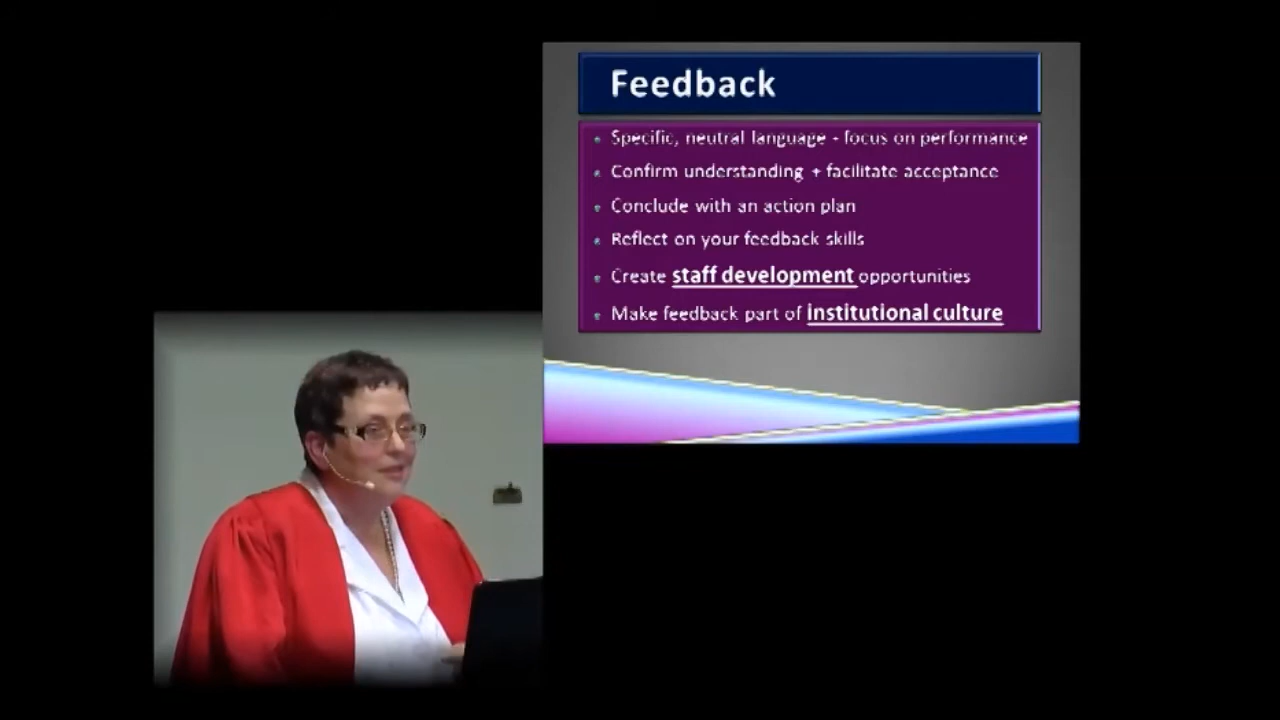 Feedback
Specific, neutral language - focus on performance
Confirm understanding + facilitate acceptance
Conclude with an action plan
Reflect on your feedback skills
Create staff development opportunities
Make feedback part of institutional culture